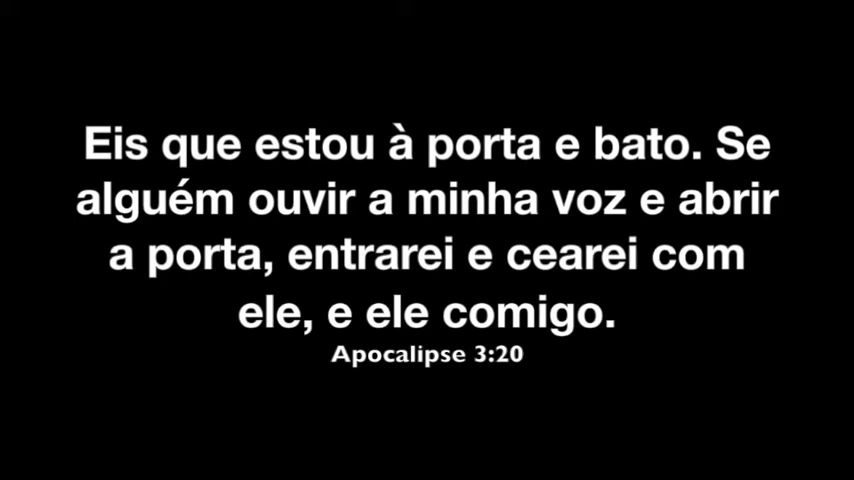 Eis que estou à porta e bato. Se
alguém ouvir a minha voz e abrir
a porta, entrarei e cearei com
ele, e ele comigo.
Apocalipse 3:20